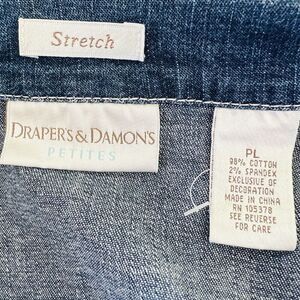 Stretch
DRAPERS & DAMON'S
PETITES
PL
98% COTTON
2% SPANDEX
EXCLUSIVE OF
DECORATION
MADE IN CHINA
RN 105378
SEE REVERSE
FOR CARE